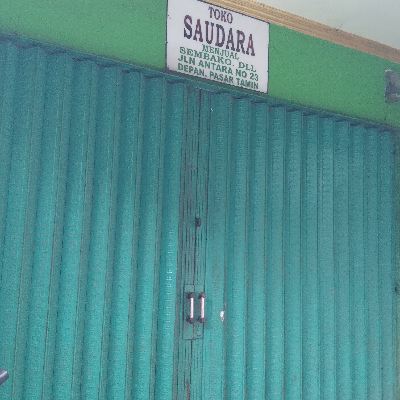 TOKO
SAUDARA
MENJUAL
SEMBAKO. DLL
JLN ANTARA NO 23
DEPAN. PASAR TAMIN